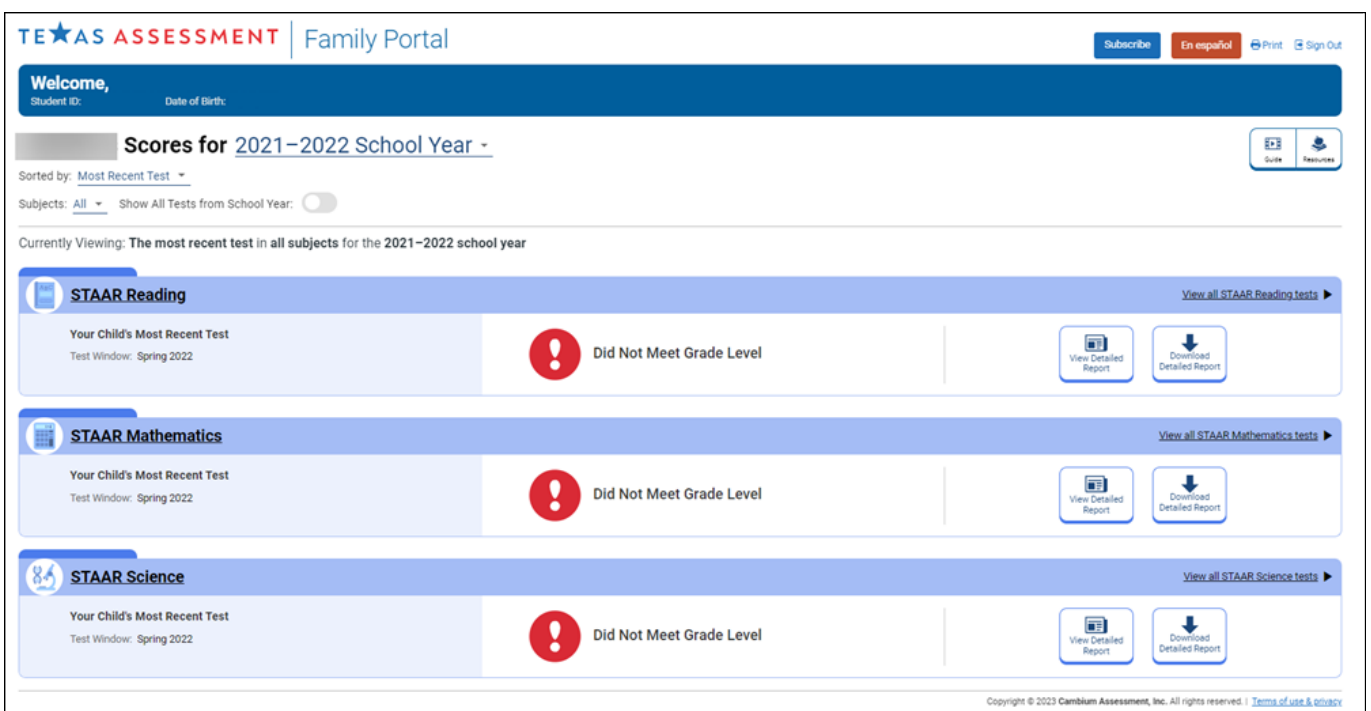 TEXAS ASSESSMENT Family Portal
Subscribe En español Print Sign Out
Welcome,
Student ID: Date of Birth:
Scores for 2021–2022 School Year
Guide Resources
Sorted by: Most Recent Test
Subjects: All Show All Tests from School Year:
Currently Viewing: The most recent test in all subjects for the 2021–2022 school year
STAAR Reading View all STAAR Reading tests
Your Child's Most Recent Test
Test Window: Spring 2022
Did Not Meet Grade Level
View Detailed
Report
Download
Detailed Report
STAAR Mathematics View all STAAR Mathematics tests
Your Child's Most Recent Test
Test Window: Spring 2022
Did Not Meet Grade Level
View Detailed
Report
Download
Detailed Report
STAAR Science View all STAAR Science tests
Your Child's Most Recent Test
Test Window: Spring 2022
Did Not Meet Grade Level
View Detailed
Report
Download
Detailed Report
Copyright © 2023 Cambium Assessment, Inc. All rights reserved. | Terms of use & privacy